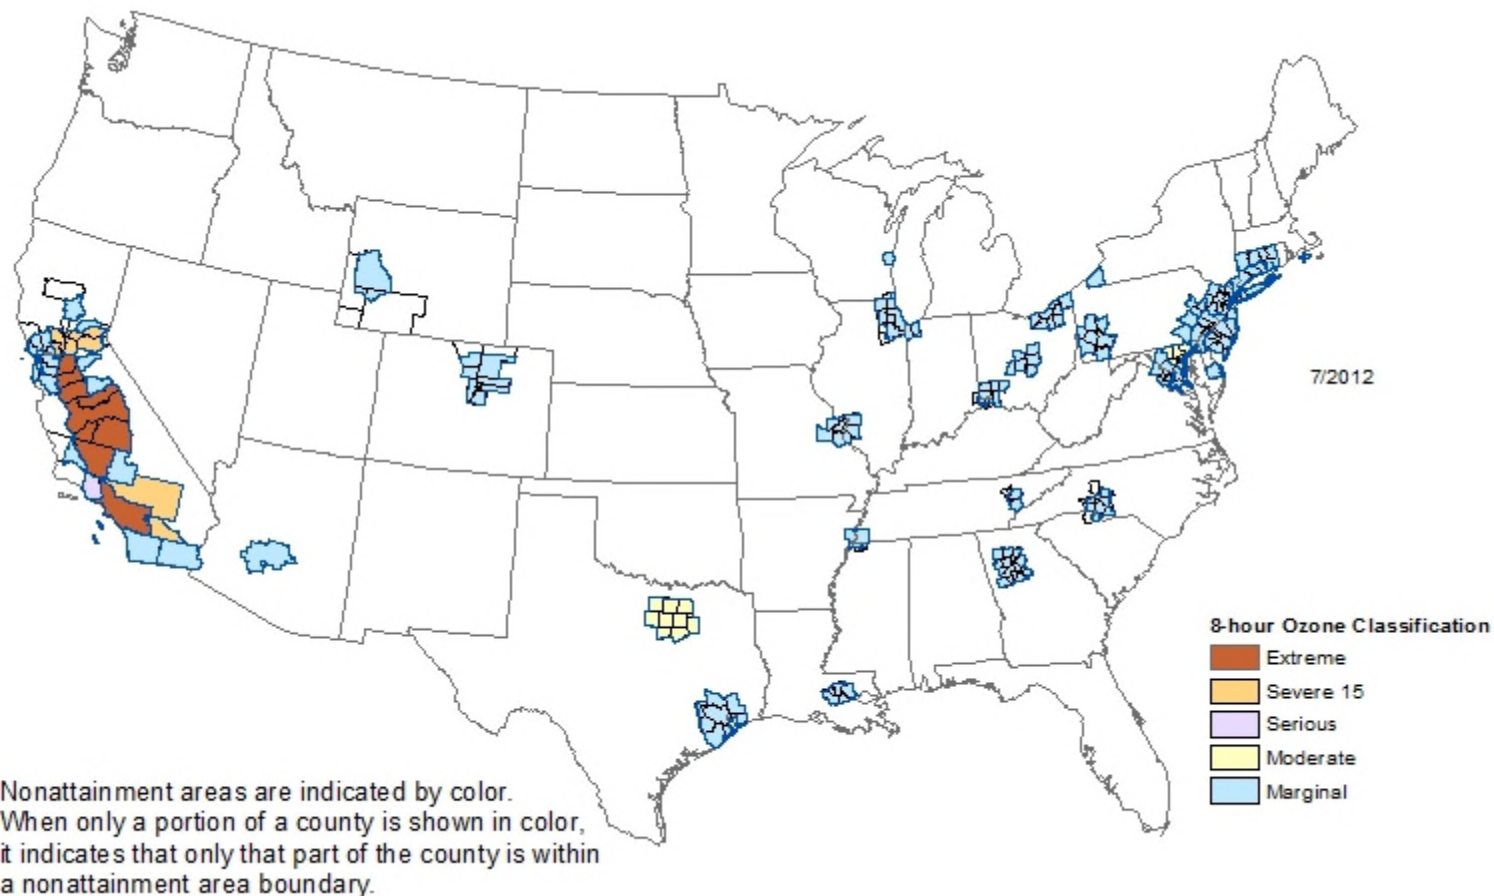 7/2012
8-hour Ozone Classification
Extreme
Severe 15
Serious
Moderate
Marginal
Nonattainment areas are indicated by color.
When only a portion of a county is shown in color,
it indicates that only that part of the county is within
a nonattainment area boundary.